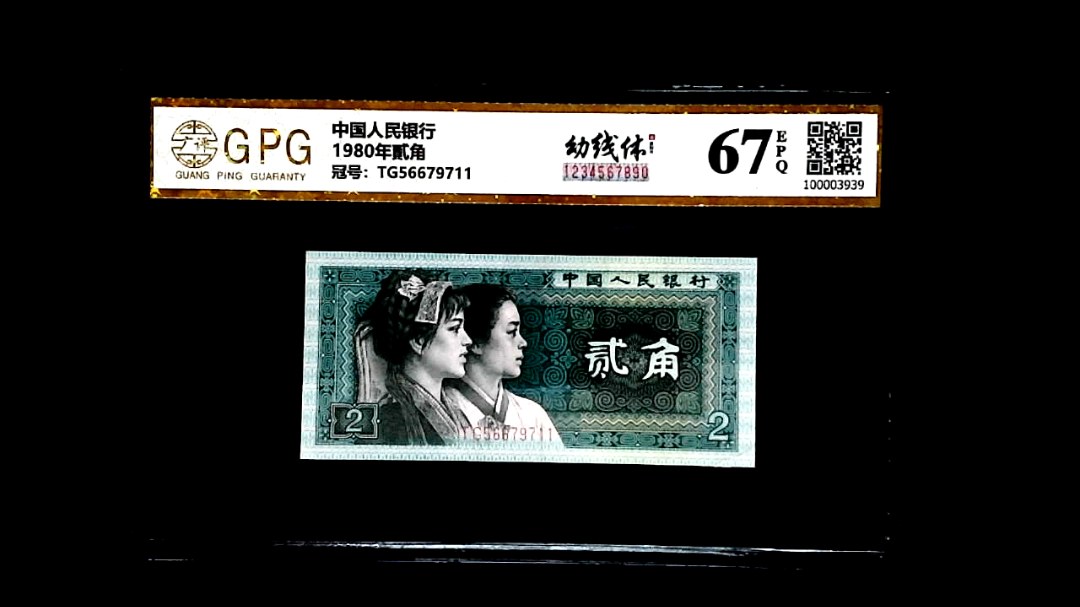 GPG
GUANG PING GUARANTY
中国人民银行
1980年貳角
冠号：TG56679711
幼线体
1234567890
67
EPQ
100003939
中国人民银行
贰角
2
TG56679711
2